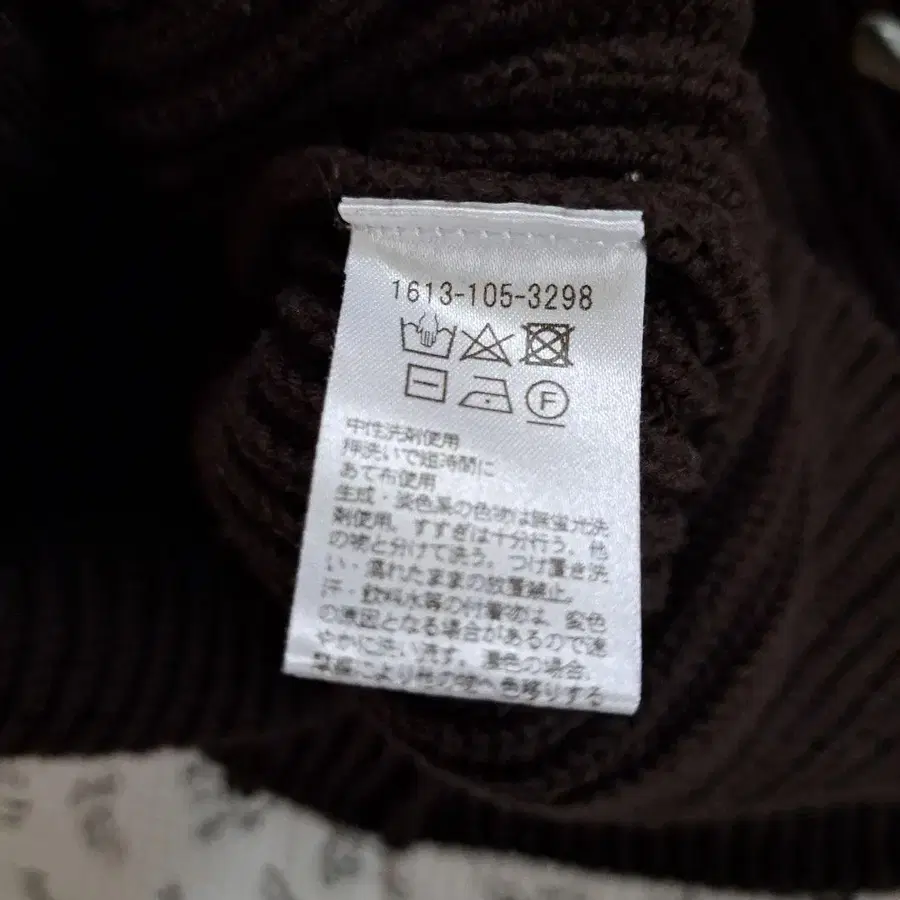 1613-105-3298
F
中性洗剤使用
押洗いで短時間に
あて布使用
生成・淡色系の色物は無蛍光洗
剤使用。すすぎは十分行う。他
の物と分けて洗う。つけ置き洗
い・濡れたままの放置禁止。
汗・飲料水等の付着物は、変色
の原因となる場合があるので速
やかに洗い流す。濃色の場合、
により他の物へ色移りする